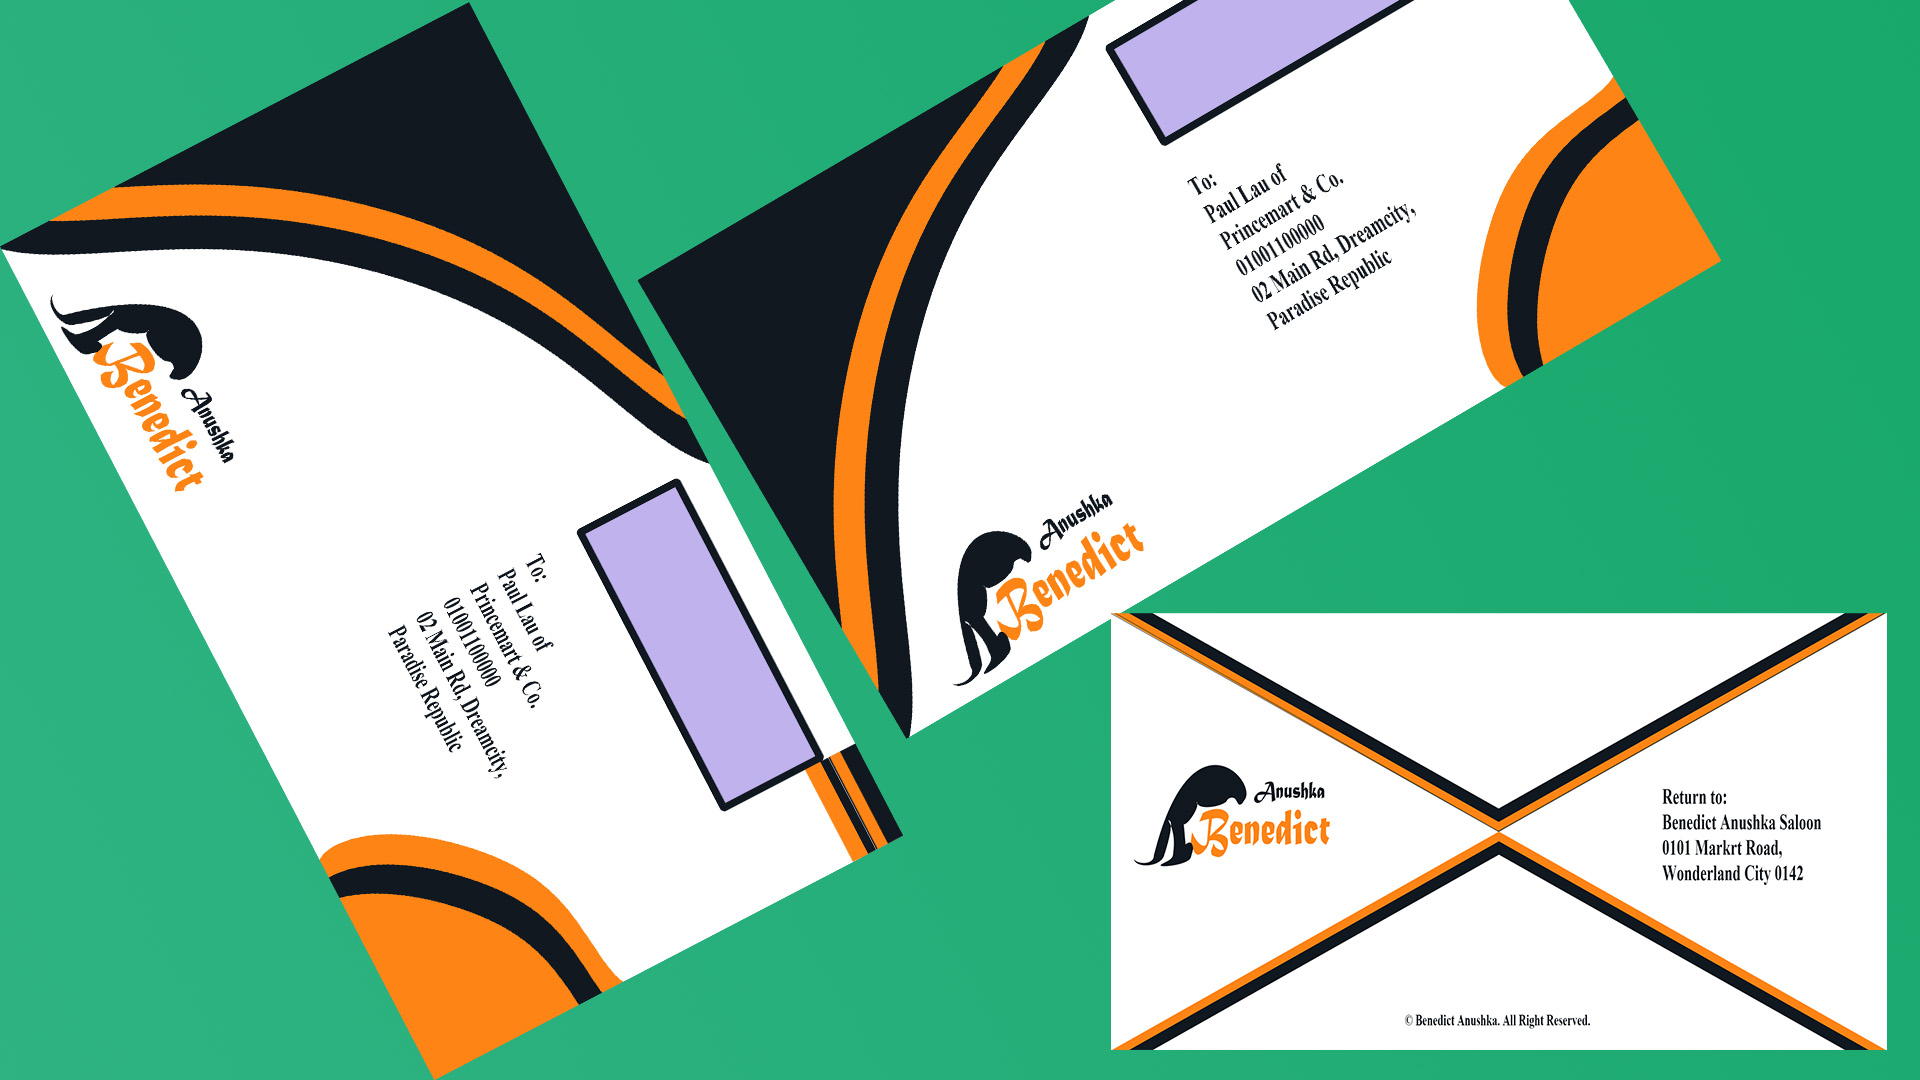 Anushka
Benedict
To:
Paul Lau of
Princemart & Co.
01001100000
02 Main Rd, Dreamcity,
Paradise Republic
To:
Paul Lau of
Princemart & Co.
01001100000
02 Main Rd, Dreamcity,
Paradise Republic
Anushka
Benedict
Anushka
Benedict
Return to:
Benedict Anushka Saloon
0101 Markrt Road,
Wonderland City 0142
© Benedict Anushka. All Right Reserved.